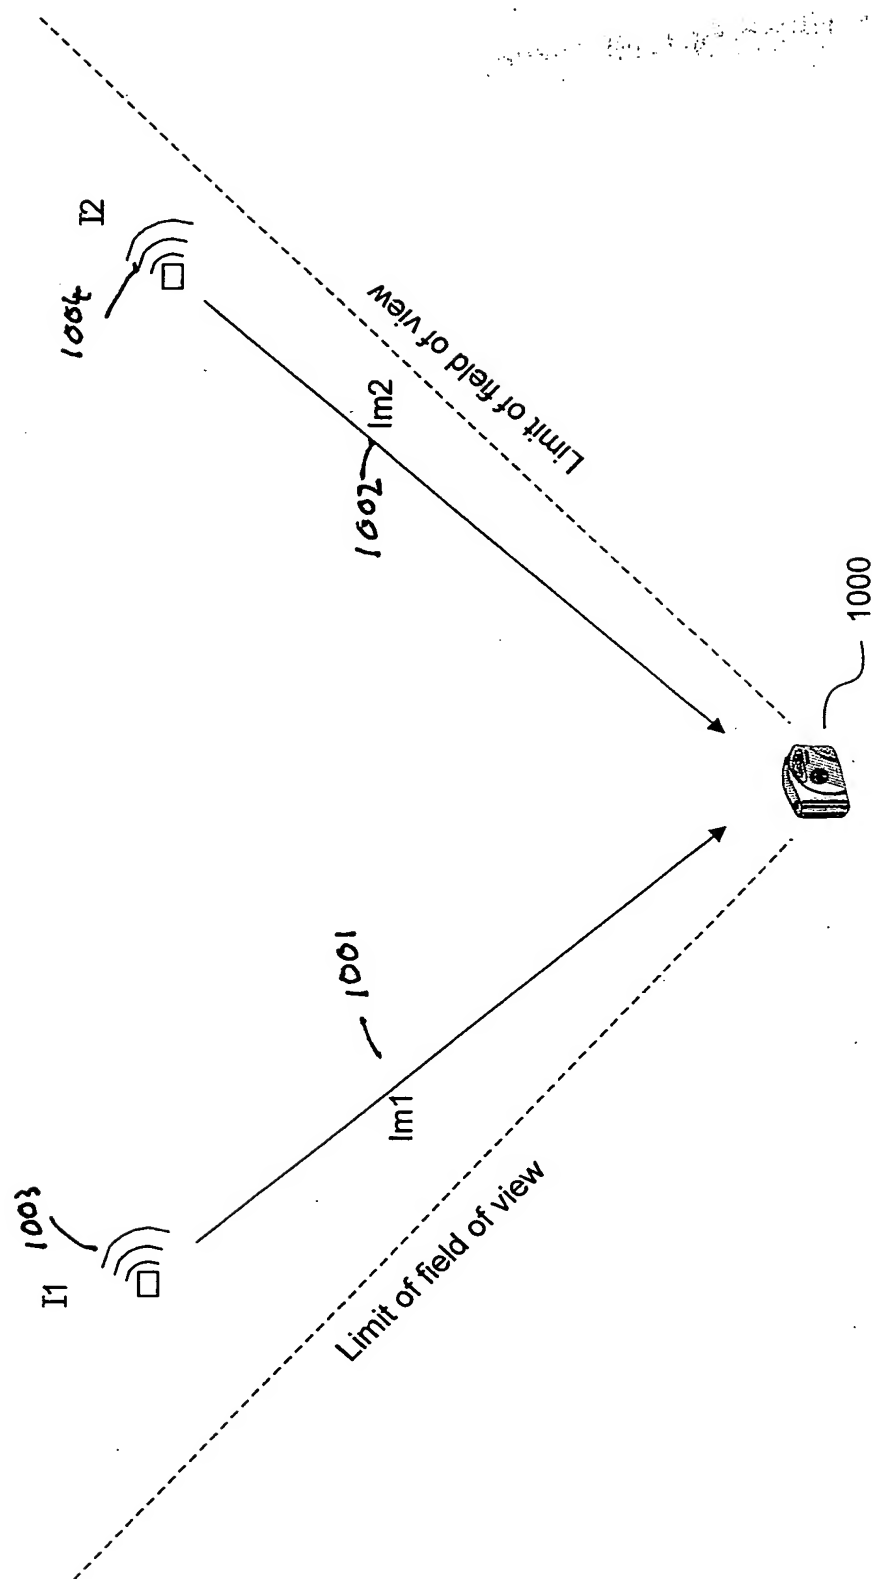 I1
1003
Im1
1001
Limit of field of view
I2
1004
Im2
1002
Limit of field of view
1000